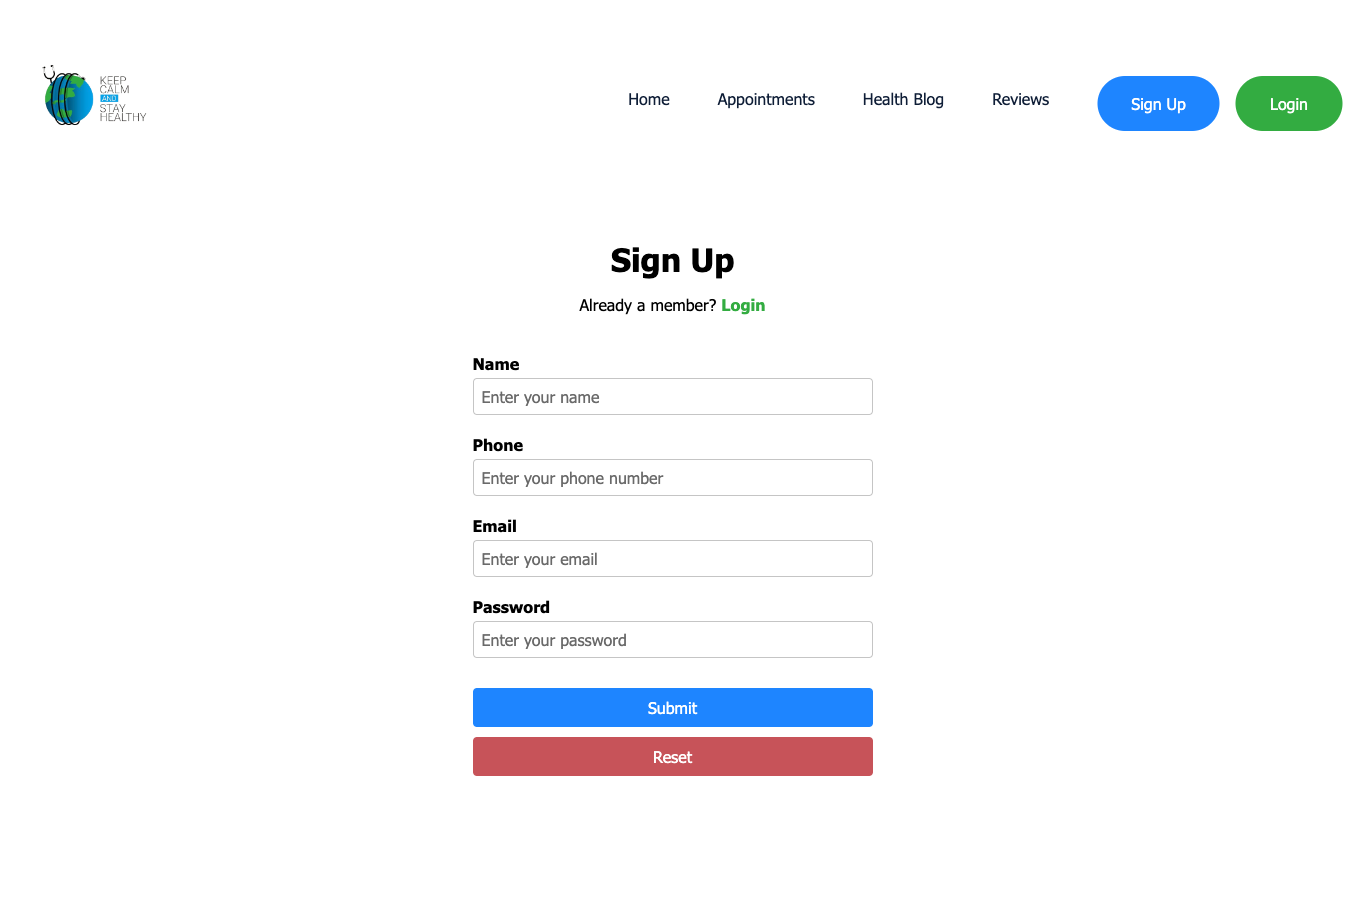 KEEP
CALM
AND
STAY
HEALTHY
Home Appointments Health Blog Reviews Sign Up Login
Sign Up
Already a member? Login
Name
Enter your name
Phone
Enter your phone number
Email
Enter your email
Password
Enter your password
Submit
Reset